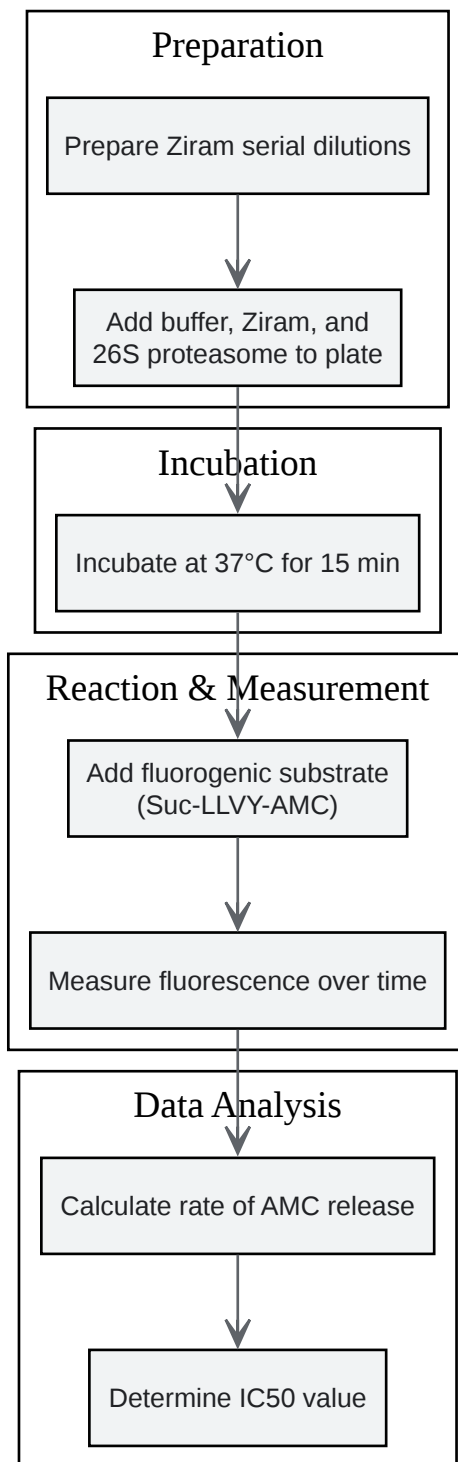 Preparation
Prepare Ziram serial dilutions
Add buffer, Ziram, and
26S proteasome to plate
Incubation
Incubate at 37°C for 15 min
Reaction & Measurement
Add fluorogenic substrate
(Suc-LLVY-AMC)
Measure fluorescence over time
Data Analysis
Calculate rate of AMC release
Determine IC50 value